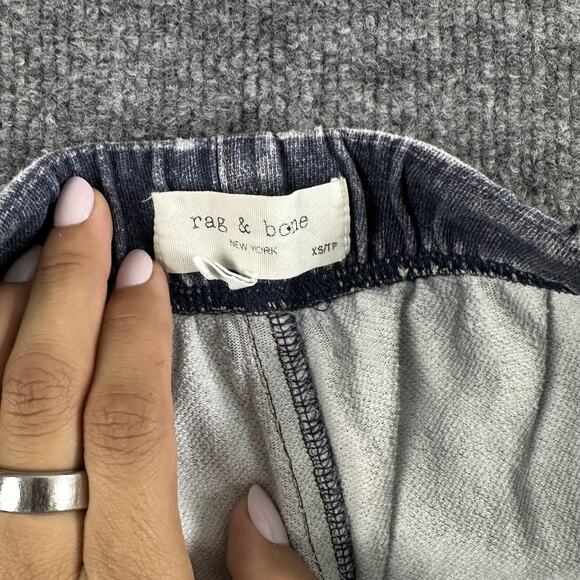 rag & bone
NEW YORK
XS/TP